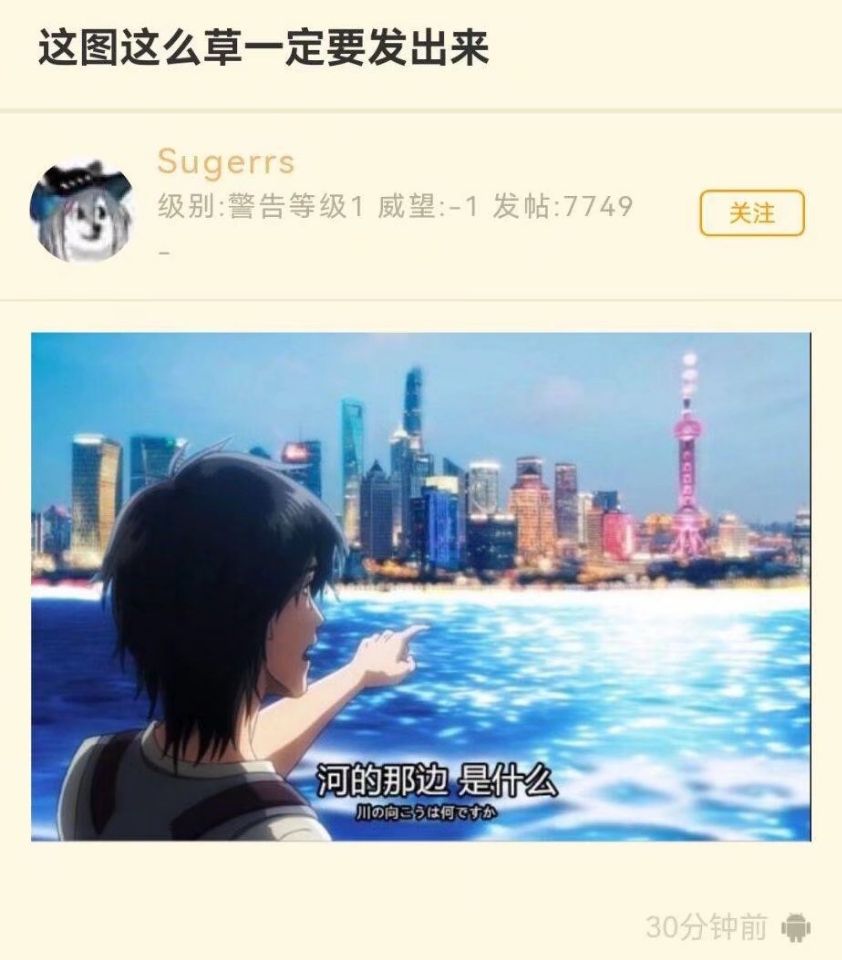 这图这么草一定要发出来
Sugerrs
级别:警告等级1 威望:-1 发帖:7749
关注
-
河的那边 是什么
川の向こうは何ですか
30分钟前